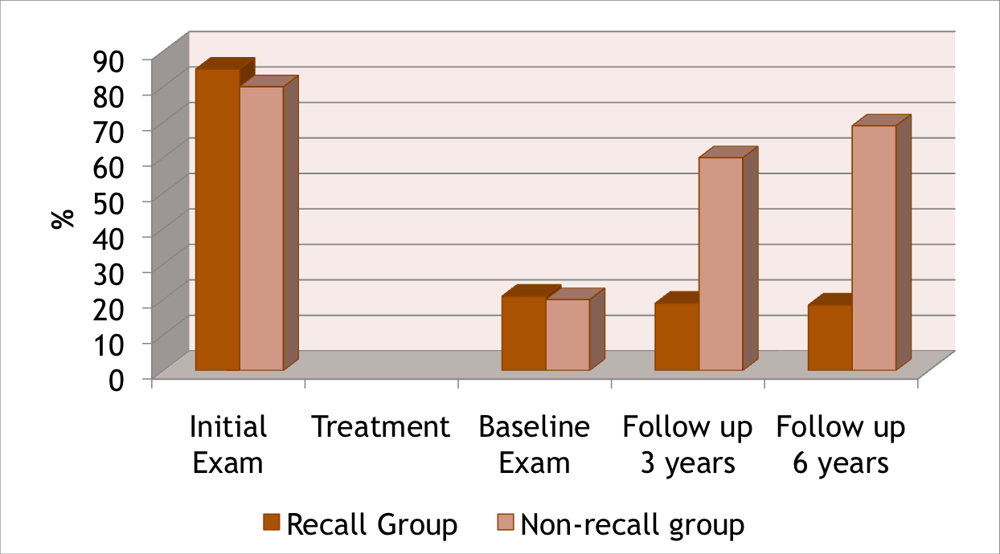 90
80
70
60
50
40
30
20
10
0
%
Initial Exam
Treatment
Baseline Exam
Follow up 3 years
Follow up 6 years
Recall Group
Non-recall group